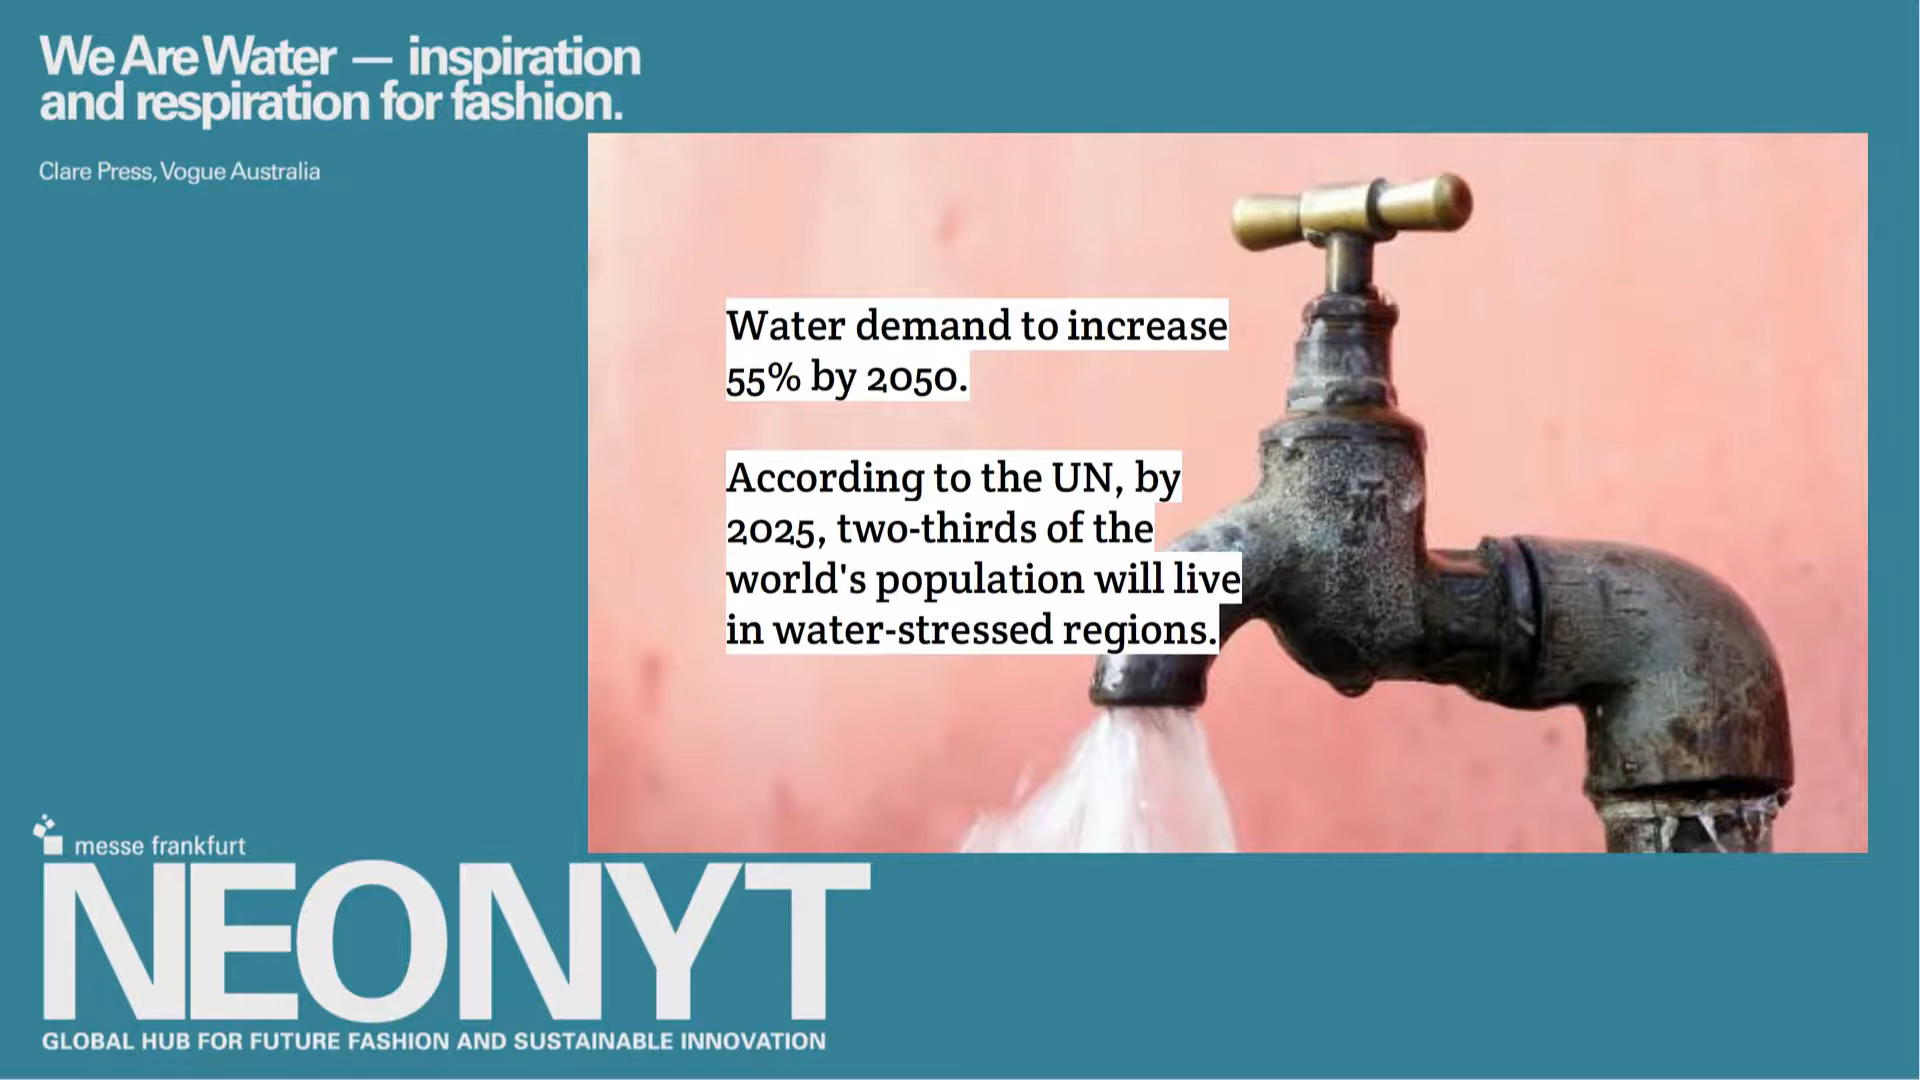 We Are Water — inspiration
and respiration for fashion.
Clare Press, Vogue Australia
Water demand to increase
55% by 2050.
According to the UN, by
2025, two-thirds of the
world's population will live
in water-stressed regions.
messe frankfurt
NEONYT
GLOBAL HUB FOR FUTURE FASHION AND SUSTAINABLE INNOVATION